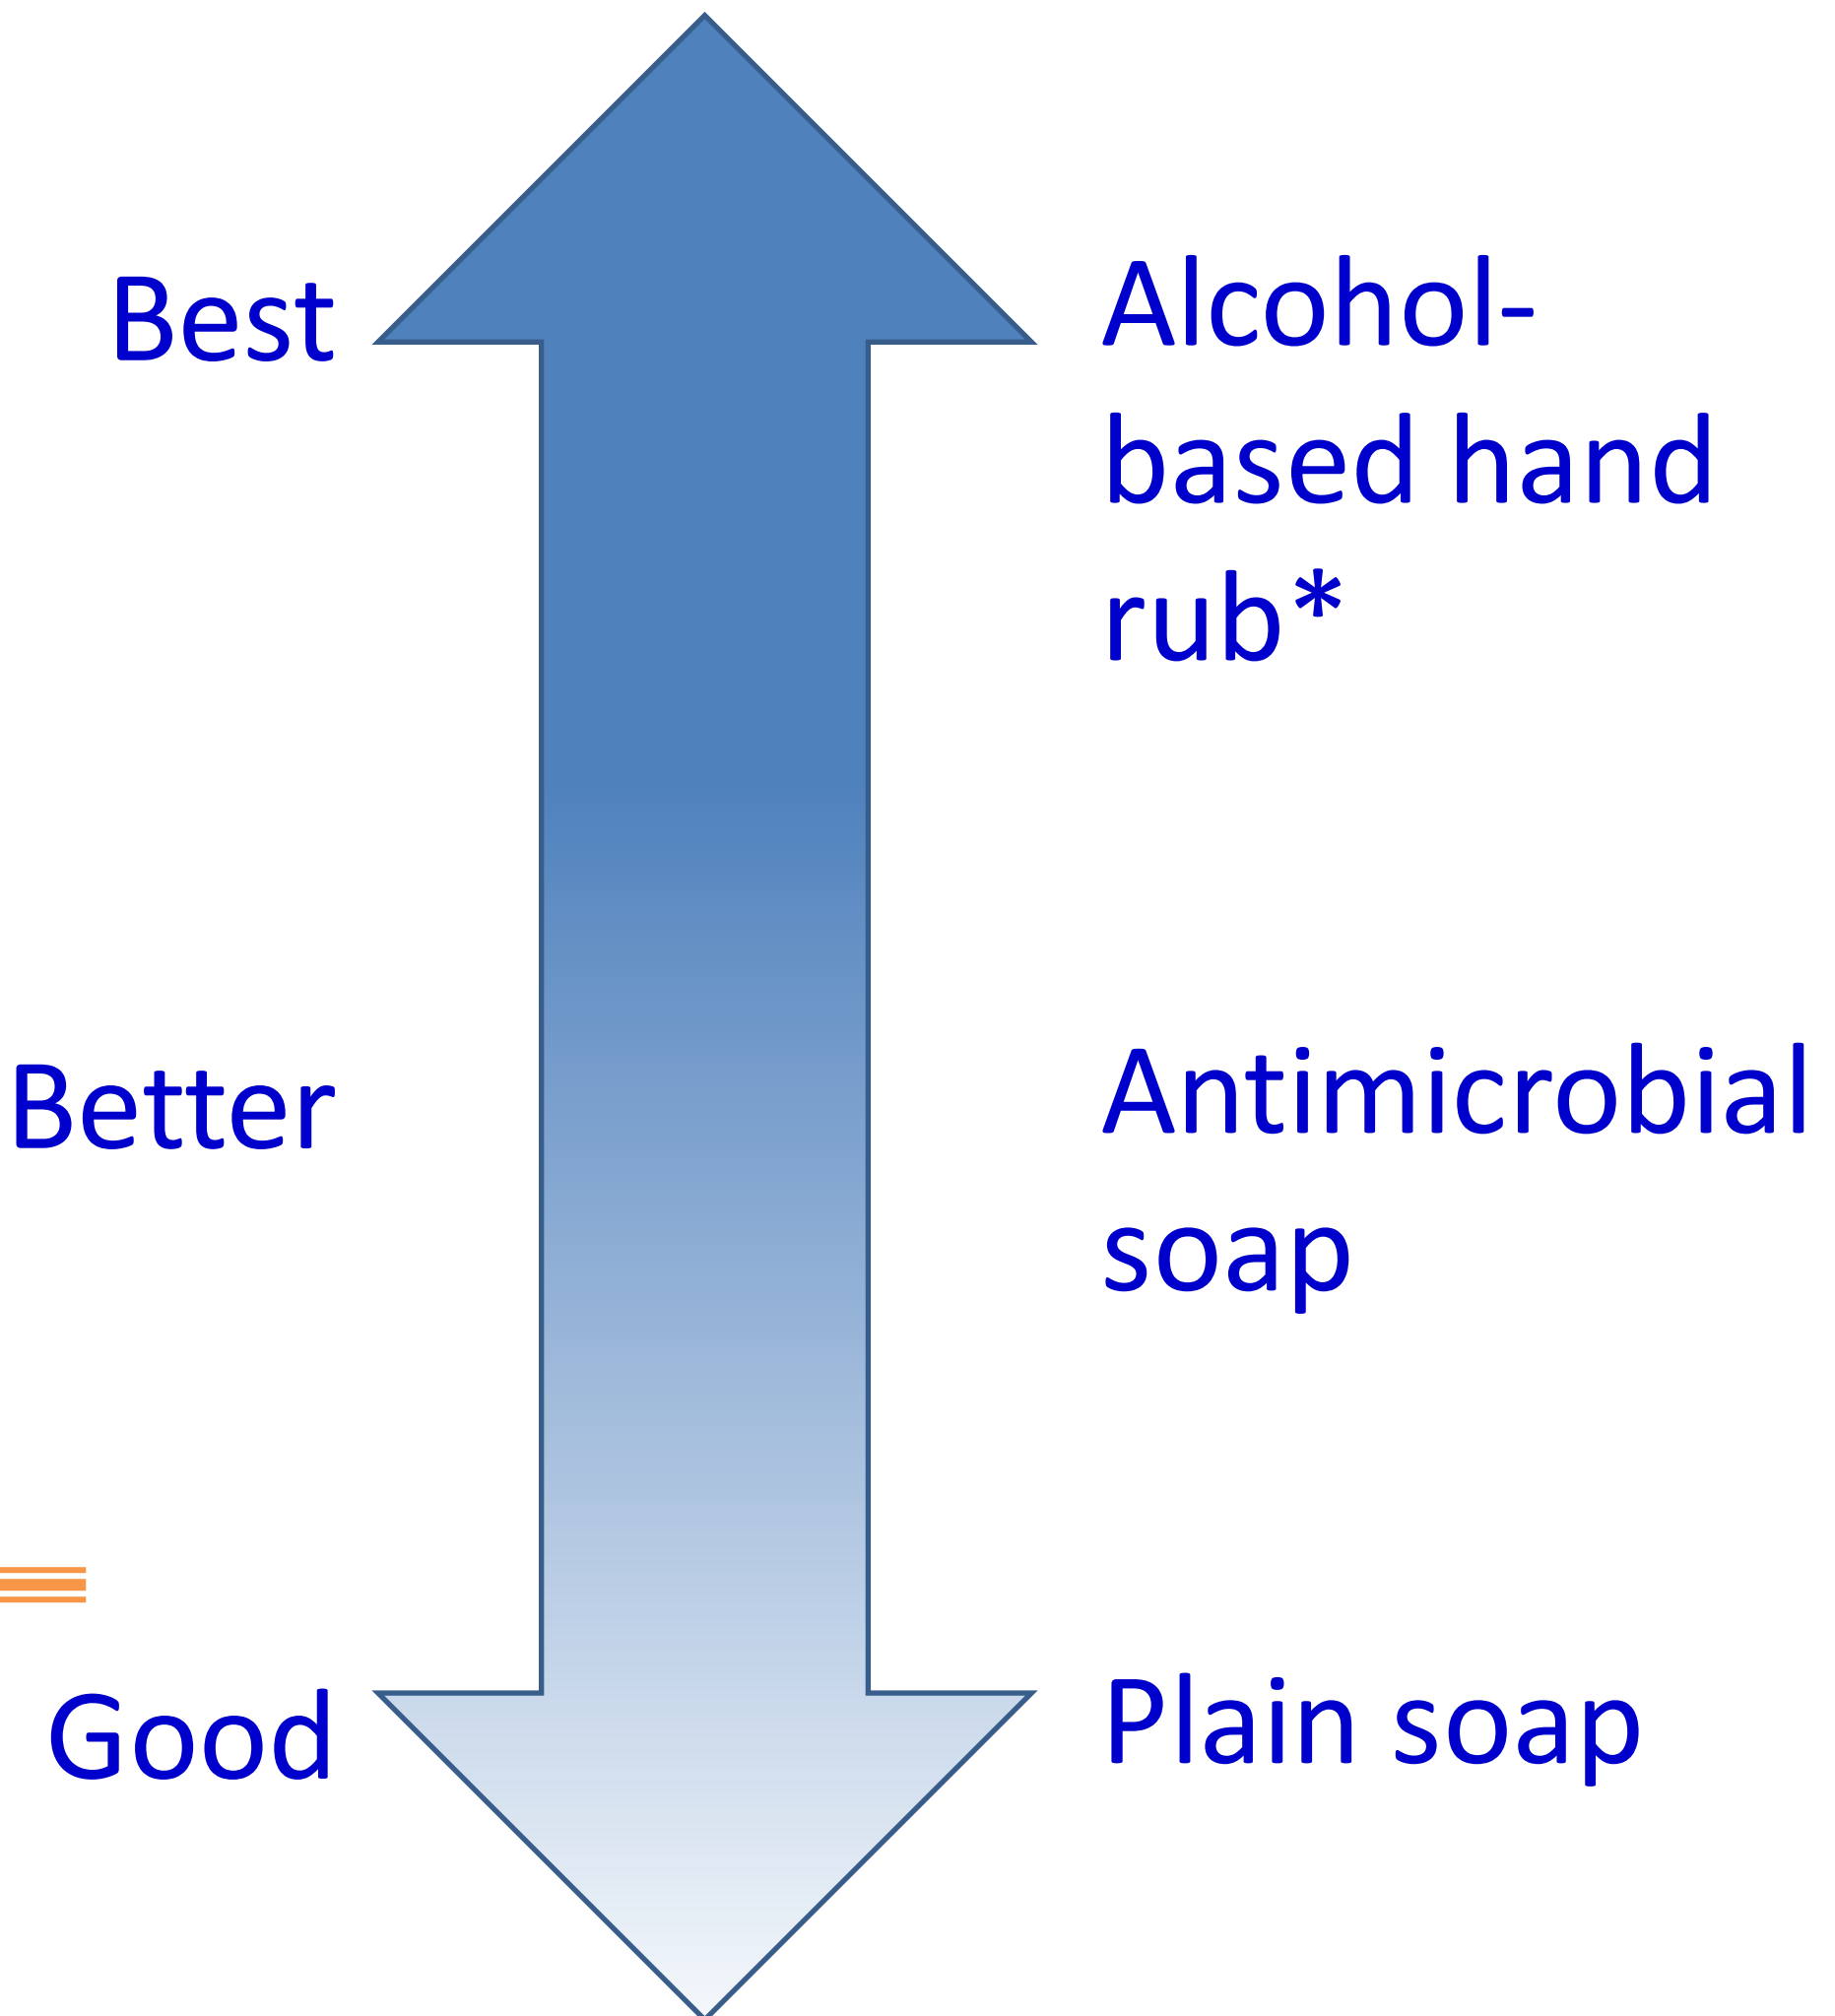 Best
Alcohol-
based hand
rub*
Better
Antimicrobial
soap
Good
Plain soap